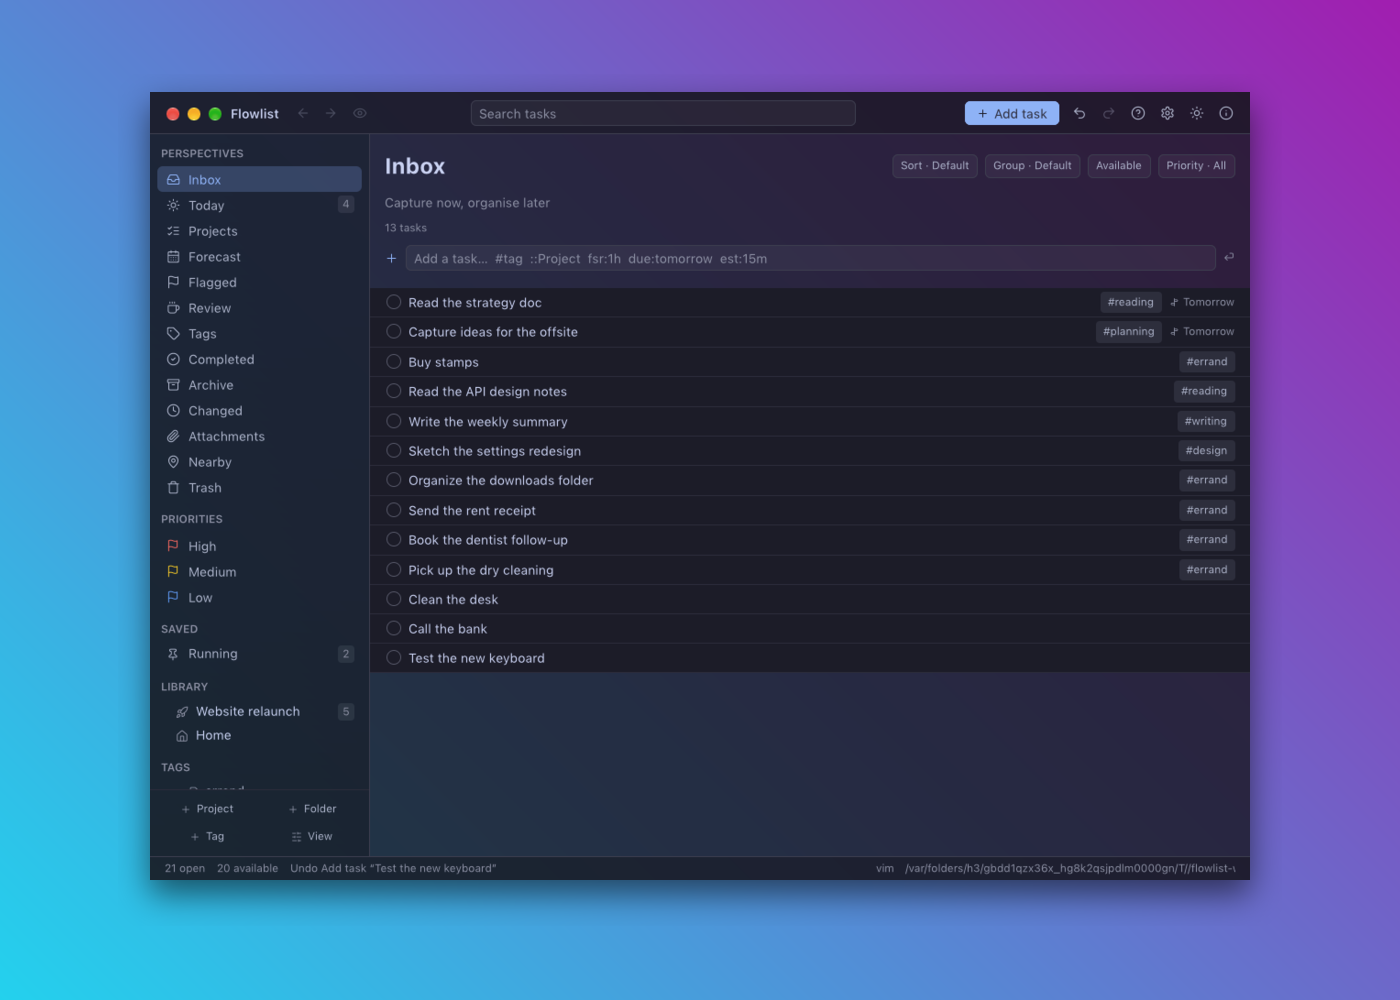 Flowlist
Search tasks
+ Add task
PERSPECTIVES
Inbox
Today 4
Projects
Forecast
Flagged
Review
Tags
Completed
Archive
Changed
Attachments
Nearby
Trash
PRIORITIES
High
Medium
Low
SAVED
Running 2
LIBRARY
Website relaunch 5
Home
TAGS
+ Project + Folder
+ Tag View
Inbox
Sort · Default Group · Default Available Priority · All
Capture now, organise later
13 tasks
+ Add a task... #tag ::Project fsr:1h due:tomorrow est:15m
Read the strategy doc #reading Tomorrow
Capture ideas for the offsite #planning Tomorrow
Buy stamps #errand
Read the API design notes #reading
Write the weekly summary #writing
Sketch the settings redesign #design
Organize the downloads folder #errand
Send the rent receipt #errand
Book the dentist follow-up #errand
Pick up the dry cleaning #errand
Clean the desk
Call the bank
Test the new keyboard
21 open 20 available Undo Add task “Test the new keyboard” vim /var/folders/h3/gbdd1qzx36x_hg8k2qsjpdlm0000gn/T//flowlist-